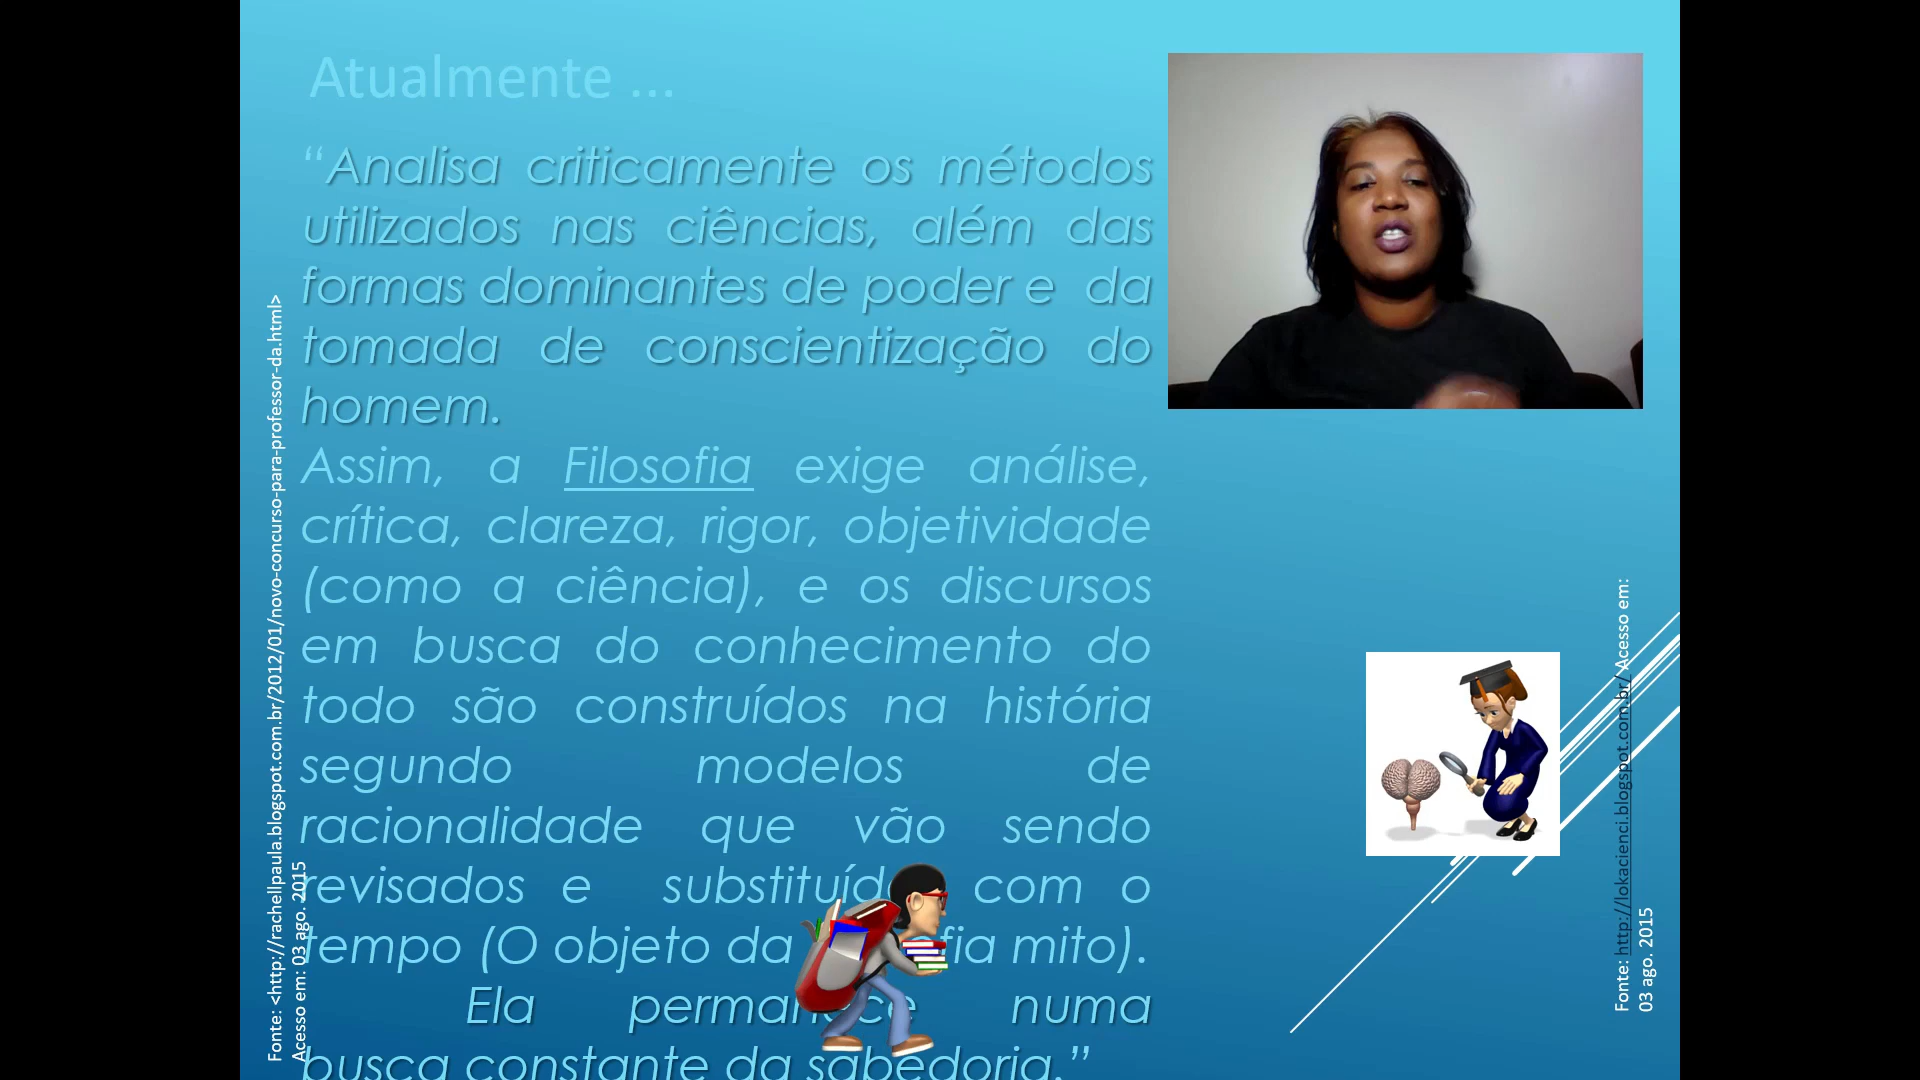 Atualmente ...
“Analisa criticamente os métodos
utilizados nas ciências, além das
formas dominantes de poder e da
tomada de conscientização do
homem.
Assim, a Filosofia exige análise,
crítica, clareza, rigor, objetividade
(como a ciência), e os discursos
em busca do conhecimento do
todo são construídos na história
segundo modelos de
racionalidade que vão sendo
revisados e com o
tempo (O objeto da mito).
Ela numa
busca constante da sabedoria.”
Fonte: <http://rachellpaula.blogspot.com.br/2012/01/novo-concurso-para-professor-da.html>
Acesso em: 03 ago. 2015
Fonte: http://lokacienci.blogspot.com.br/ Acesso em:
03 ago. 2015